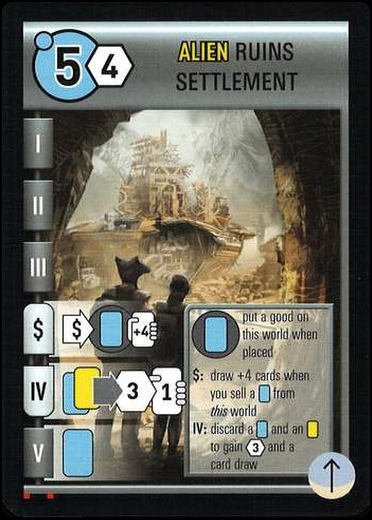 5 4
ALIEN RUINS
SETTLEMENT
I
II
III
$
$ +4
IV
3 1
V
put a good on
this world when
placed
$: draw +4 cards when
you sell a from
this world
IV: discard a and an
to gain 3 and a
card draw